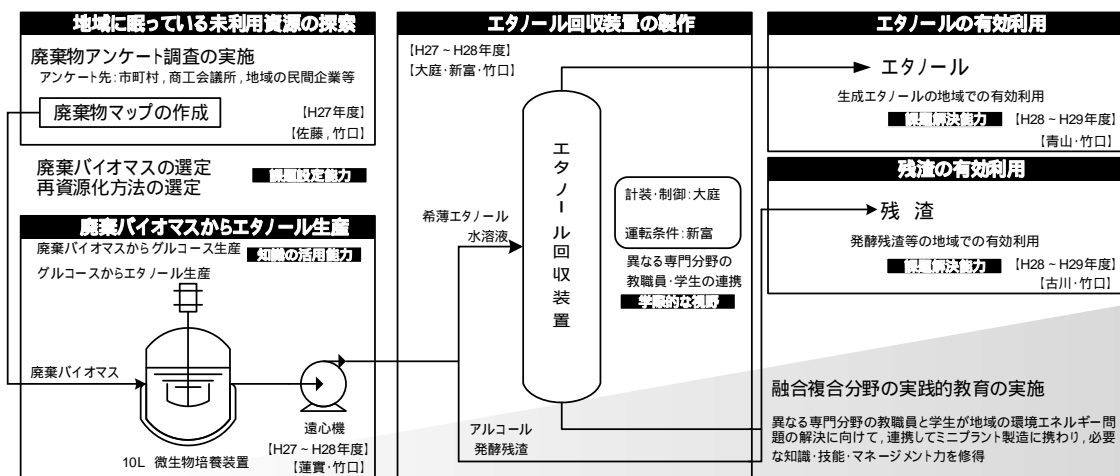 地域に眠っている未利用資源の探索
廃棄物アンケート調査の実施
アンケート先:市町村,商工会議所,地域の民間企業等
廃棄物マップの作成
【H27年度】
【佐藤,竹口】
廃棄バイオマスの選定
再資源化方法の選定
課題設定能力
廃棄バイオマスからエタノール生産
廃棄バイオマスからグルコース生産
知識の活用能力
グルコースからエタノール生産
廃棄バイオマス
10L 微生物培養装置
遠心機
【H27~H28年度】
【蓮實・竹口】
エタノール回収装置の製作
【H27~H28年度】
【大庭・新富・竹口】
希薄エタノール
水溶液
エタノール回収装置
計装・制御:大庭
運転条件:新富
異なる専門分野の
教職員・学生の連携
学際的な視野
アルコール
発酵残渣
エタノールの有効利用
エタノール
生成エタノールの地域での有効利用
課題解決能力
【H28~H29年度】
【青山・竹口】
残渣の有効利用
残 渣
発酵残渣等の地域での有効利用
課題解決能力
【H28~H29年度】
【古川・竹口】
融合複合分野の実践的教育の実施
異なる専門分野の教職員と学生が地域の環境エネルギー問
題の解決に向けて,連携してミニプラント製造に携わり,必要
な知識・技能・マネージメント力を修得